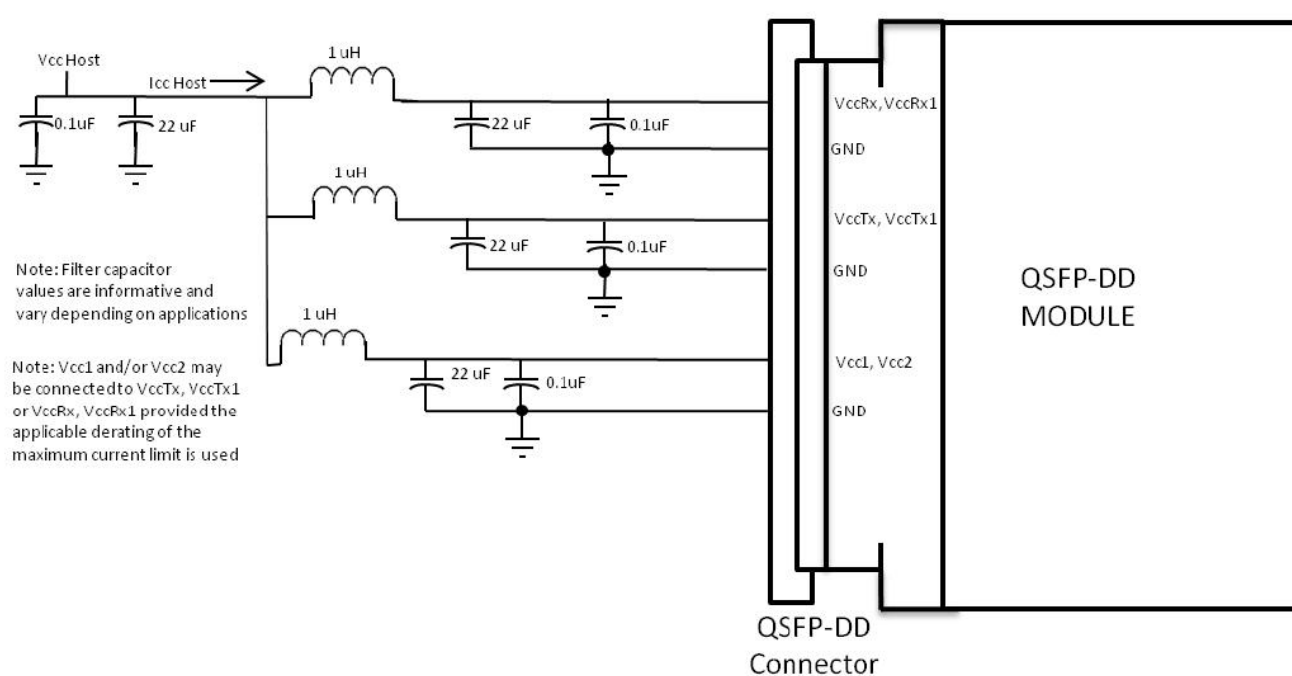 1 uH
Vcc Host
Icc Host
0.1uF
22 uF
22 uF
0.1uF
VccRx, VccRx1
GND
1 uH
VccTx, VccTx1
22 uF
0.1uF
GND
Note: Filter capacitor
values are informative and
vary depending on applications
QSFP-DD
MODULE
1 uH
Vcc1, Vcc2
22 uF
0.1uF
GND
Note: Vcc1 and/or Vcc2 may
be connected to VccTx, VccTx1
or VccRx, VccRx1 provided the
applicable derating of the
maximum current limit is used
QSFP-DD
Connector